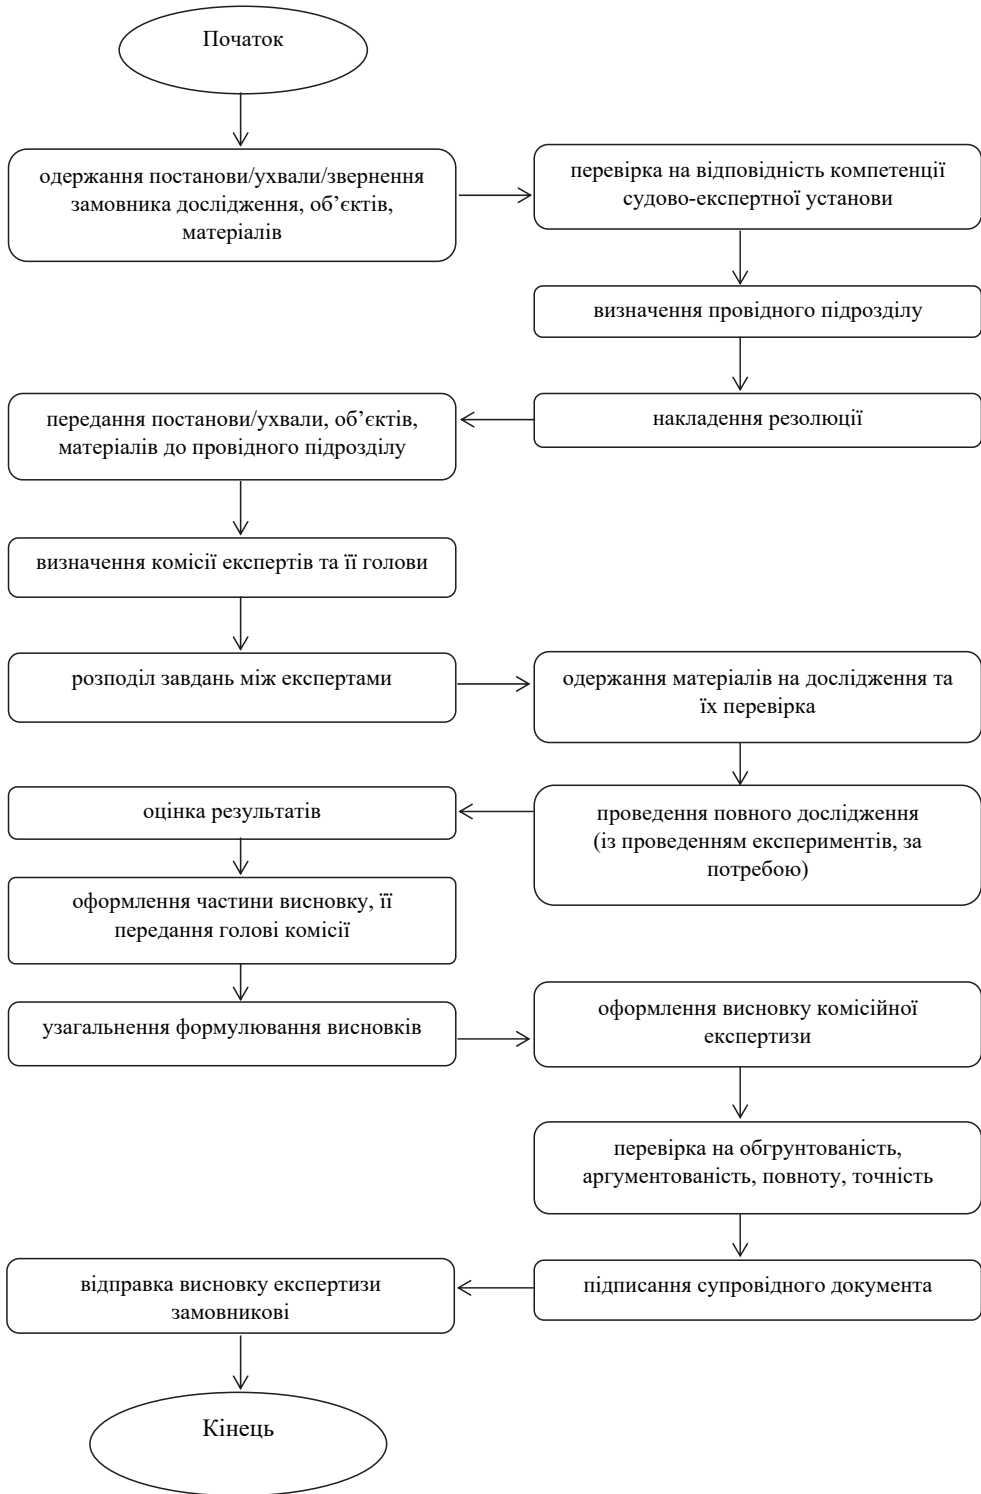 Початок
одержання постанови/ухвали/звернення
замовника дослідження, об’єктів,
матеріалів
перевірка на відповідність компетенції
судово-експертної установи
визначення провідного підрозділу
накладення резолюції
передання постанови/ухвали, об’єктів,
матеріалів до провідного підрозділу
визначення комісії експертів та її голови
розподіл завдань між експертами
одержання матеріалів на дослідження та
їх перевірка
проведення повного дослідження
(із проведенням експериментів, за
потребою)
оцінка результатів
оформлення частини висновку, її
передання голові комісії
узагальнення формулювання висновків
оформлення висновку комісійної
експертизи
перевірка на обгрунтованість,
аргументованість, повноту, точність
підписання супровідного документа
відправка висновку експертизи
замовникові
Кінець